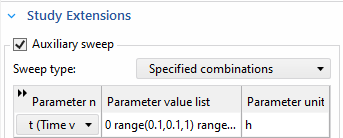 Study Extensions
Auxiliary sweep
Sweep type: Specified combinations
Parameter n Parameter value list Parameter unit
t (Time v 0 range(0.1,0.1,1) range... h